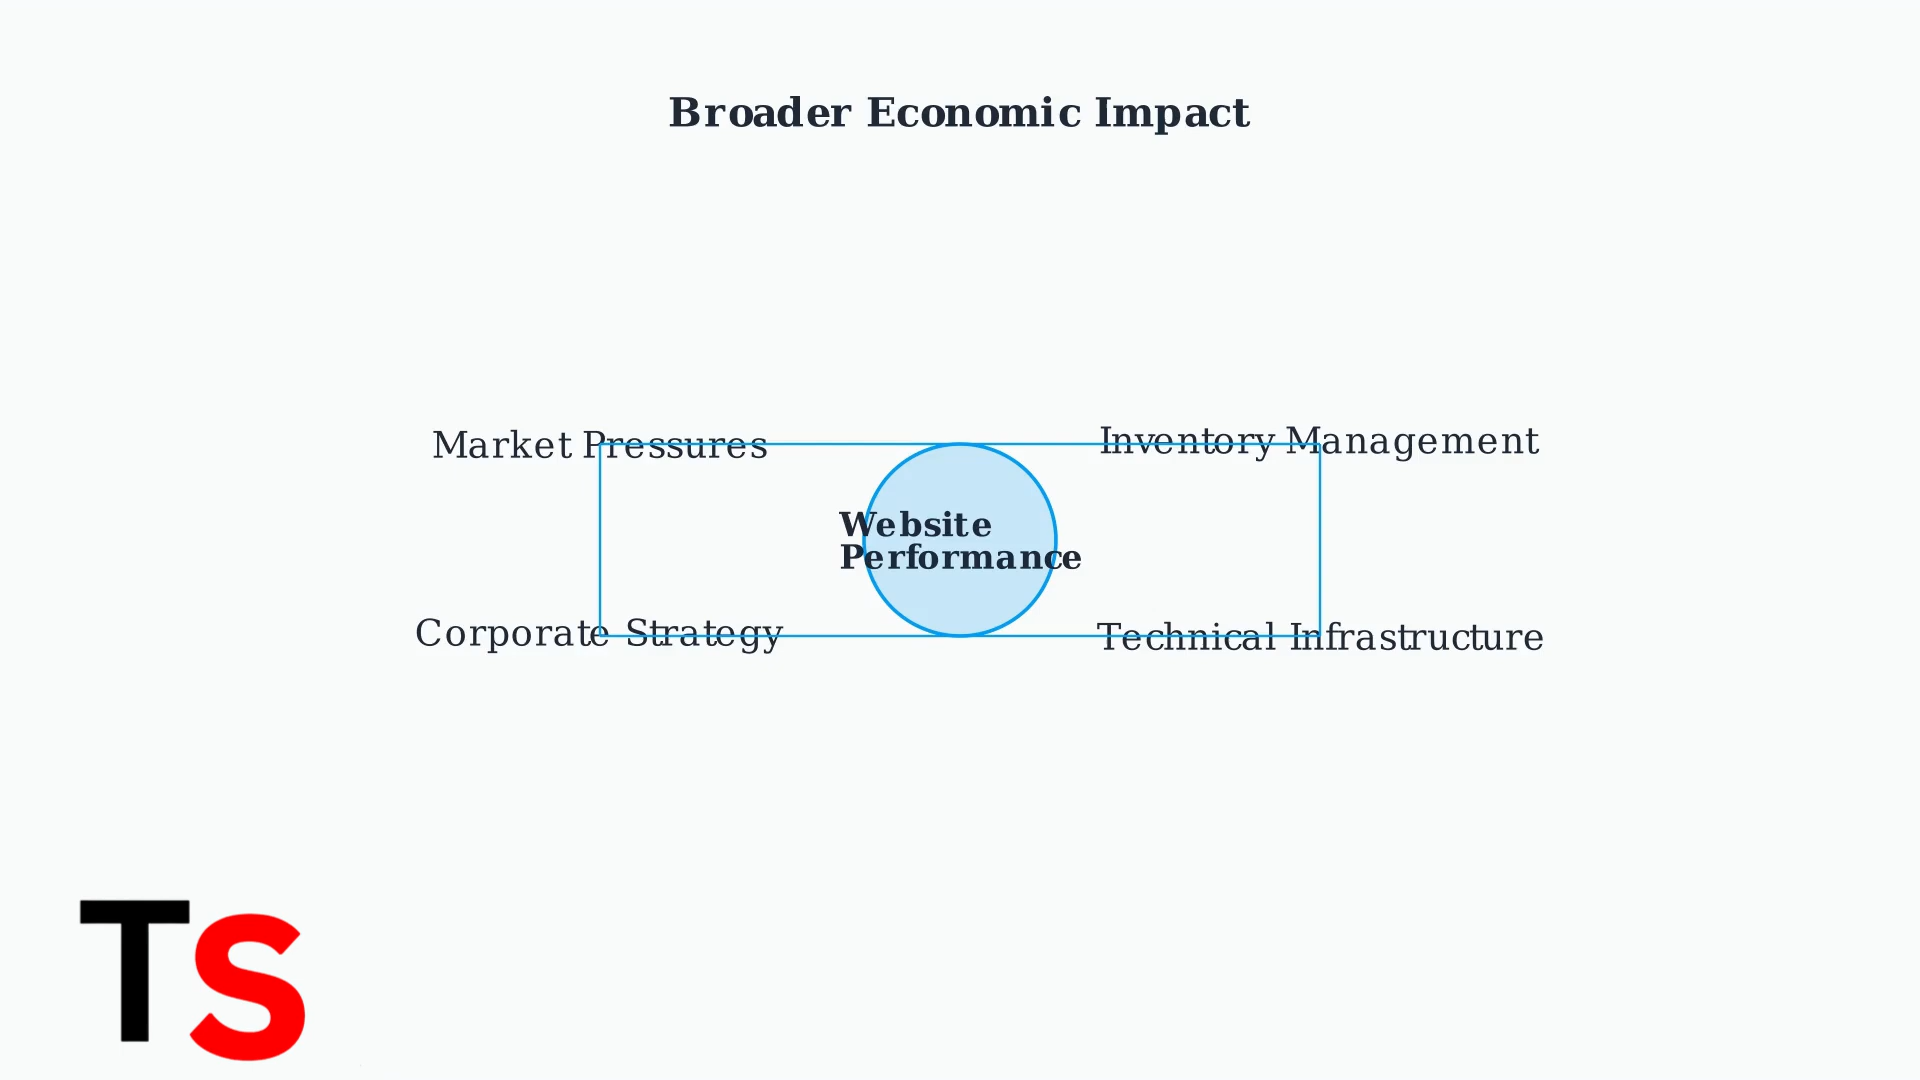 Broader Economic Impact
Market Pressures
Inventory Management
Website
Performance
Corporate Strategy
Technical Infrastructure
TS